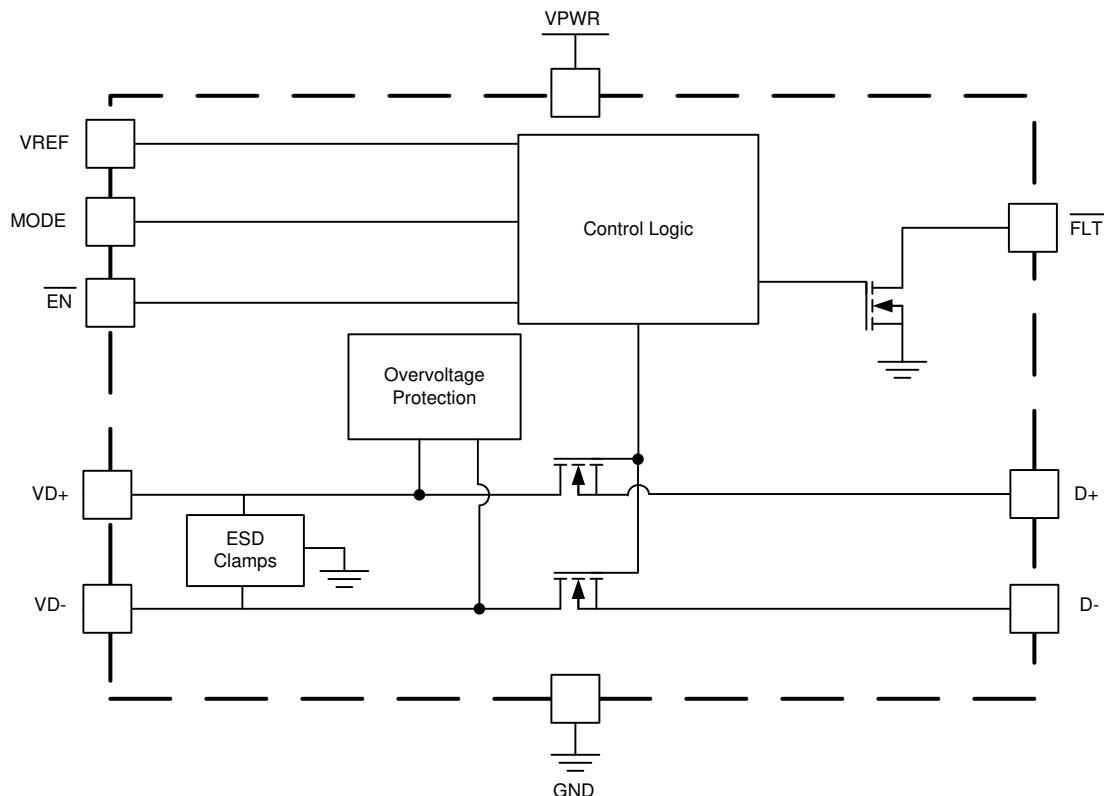 VPWR
VREF
MODE
Control Logic
FLT
EN
Overvoltage
Protection
VD+
D+
ESD
Clamps
VD-
D-
GND